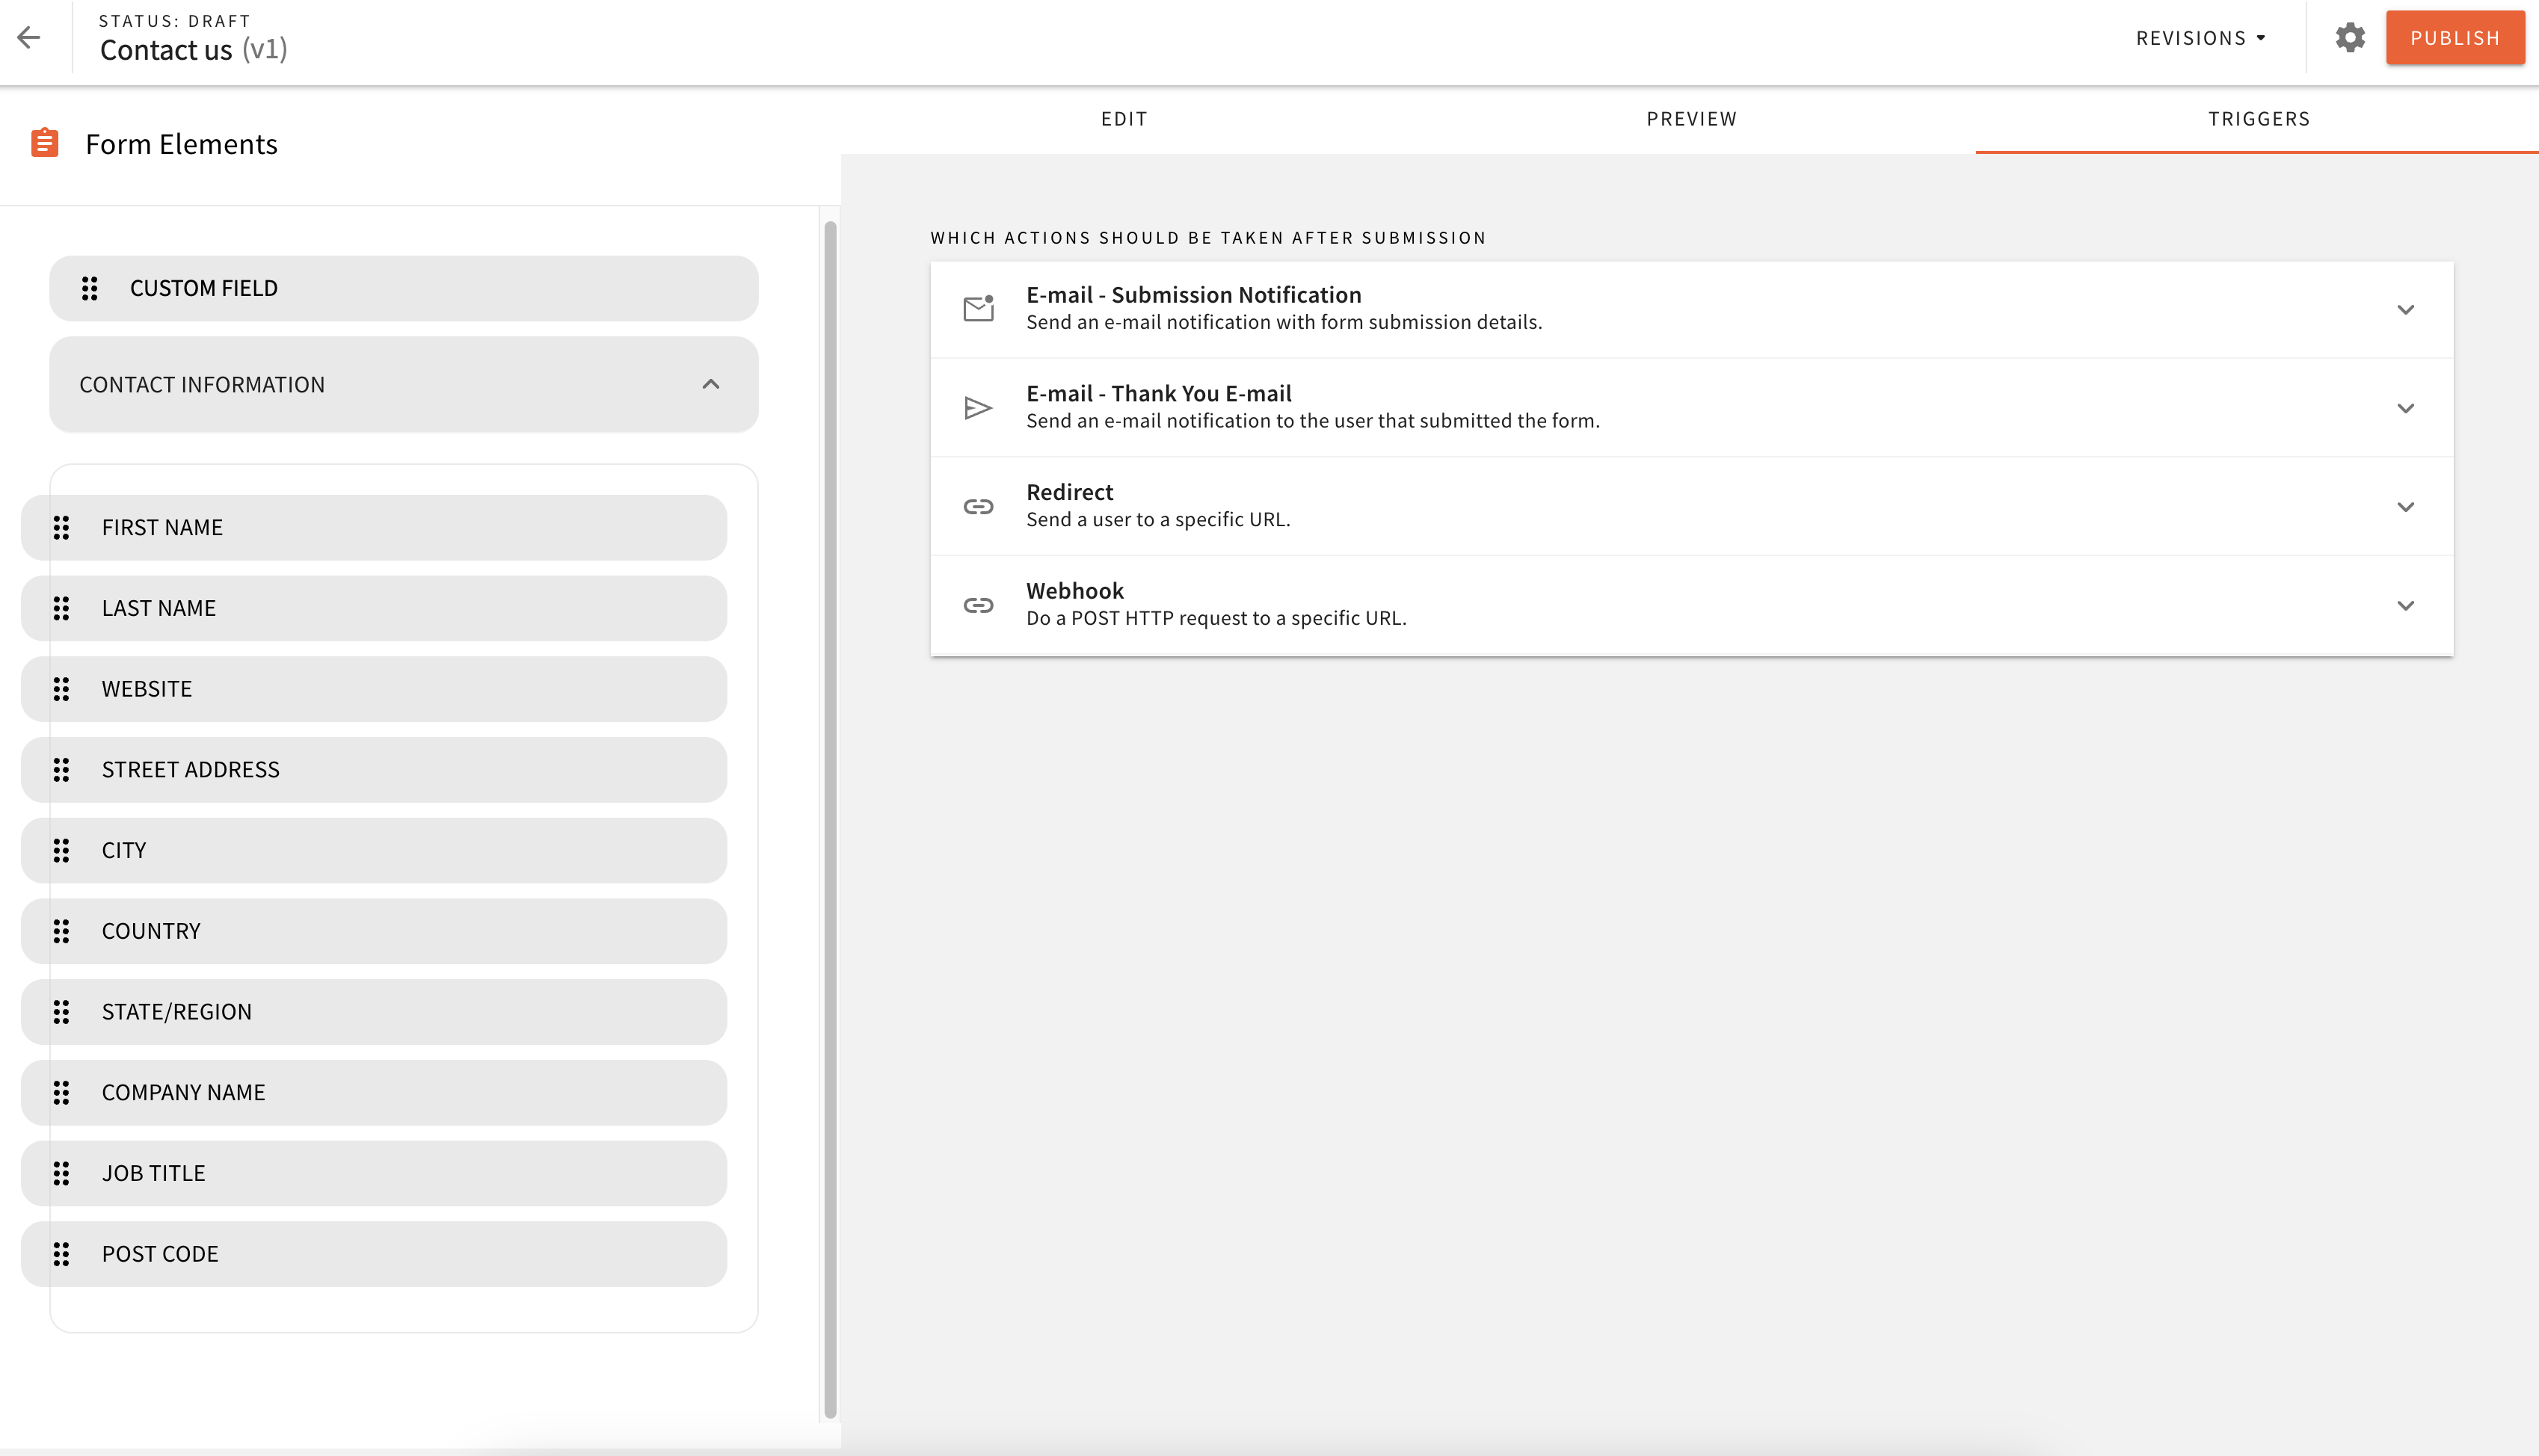 STATUS: DRAFT
Contact us (v1)
REVISIONS
PUBLISH
Form Elements
EDIT
PREVIEW
TRIGGERS
CUSTOM FIELD
CONTACT INFORMATION
FIRST NAME
LAST NAME
WEBSITE
STREET ADDRESS
CITY
COUNTRY
STATE/REGION
COMPANY NAME
JOB TITLE
POST CODE
WHICH ACTIONS SHOULD BE TAKEN AFTER SUBMISSION
E-mail - Submission Notification
Send an e-mail notification with form submission details.
E-mail - Thank You E-mail
Send an e-mail notification to the user that submitted the form.
Redirect
Send a user to a specific URL.
Webhook
Do a POST HTTP request to a specific URL.